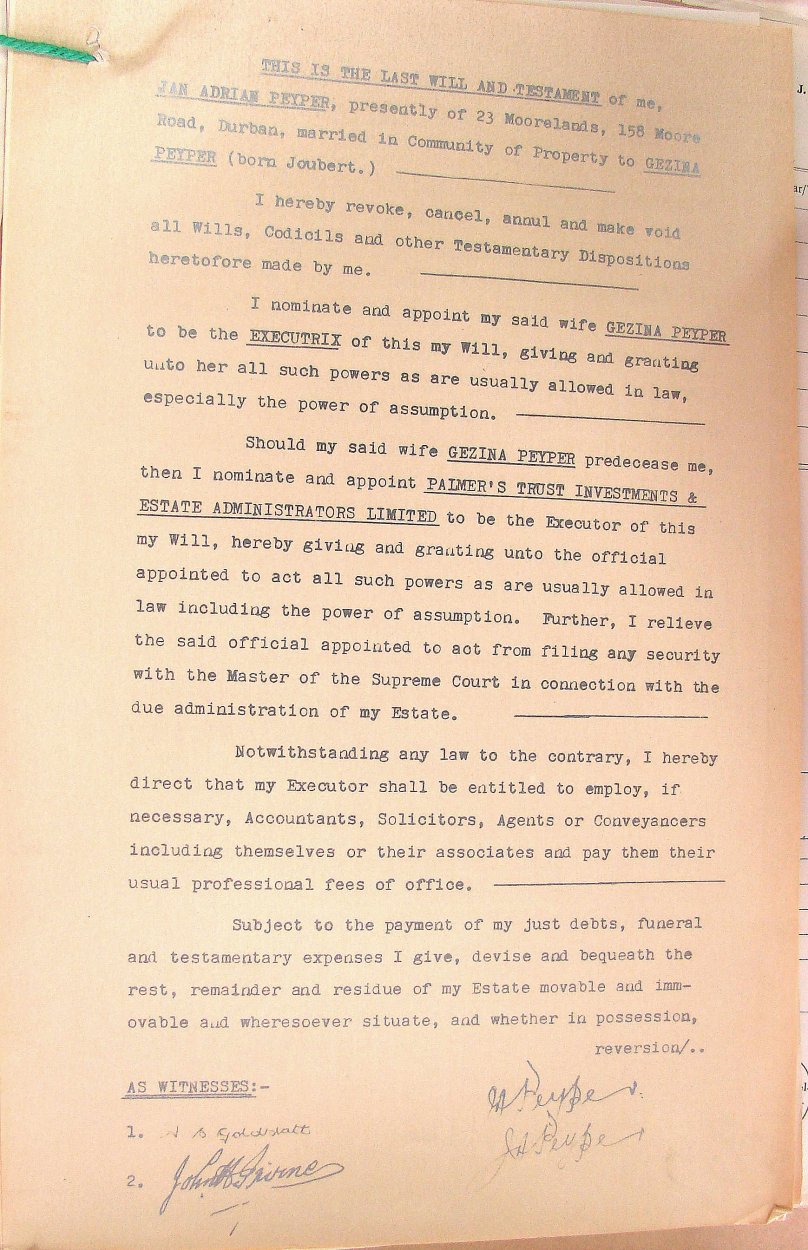 THIS IS THE LAST WILL AND TESTAMENT of me,
JAN ADRIAN PEYPER, presently of 23 Moorelands, 158 Moore
Road, Durban, married in Community of Property to GEZINA
PEYPER (born Joubert.)
I hereby revoke, cancel, annul and make void
all Wills, Codicils and other Testamentary Dispositions
heretofore made by me.
I nominate and appoint my said wife GEZINA PEYPER
to be the EXECUTRIX of this my Will, giving and granting
unto her all such powers as are usually allowed in law,
especially the power of assumption.
Should my said wife GEZINA PEYPER predecease me,
then I nominate and appoint PALMER'S TRUST INVESTMENTS &
ESTATE ADMINISTRATORS LIMITED to be the Executor of this
my Will, hereby giving and granting unto the official
appointed to act all such powers as are usually allowed in
law including the power of assumption. Further, I relieve
the said official appointed to act from filing any security
with the Master of the Supreme Court in connection with the
due administration of my Estate.
Notwithstanding any law to the contrary, I hereby
direct that my Executor shall be entitled to employ, if
necessary, Accountants, Solicitors, Agents or Conveyancers
including themselves or their associates and pay them their
usual professional fees of office.
Subject to the payment of my just debts, funeral
and testamentary expenses I give, devise and bequeath the
rest, remainder and residue of my Estate movable and imm-
ovable and wheresoever situate, and whether in possession,
reversion/..
AS WITNESSES:-
Peyper.
JA Peyper
1. Goldblatt
2. John